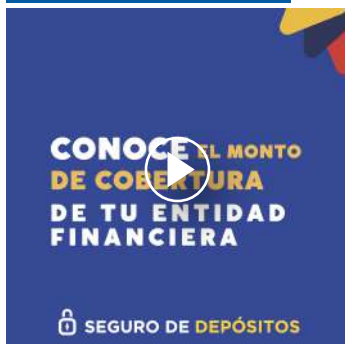 CONOCE EL MONTO
DE COBERTURA
DE TU ENTIDAD
FINANCIERA
SEGURO DE DEPÓSITOS